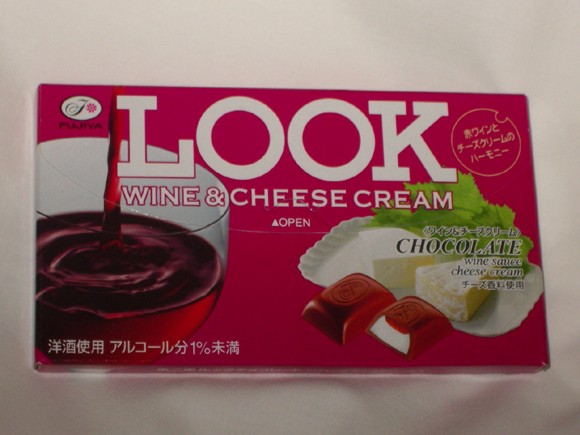 FUJIYA
LOOK
WINE & CHEESE CREAM
▲OPEN
赤ワインと
チーズクリームの
ハーモニー
〈ワイン&チーズクリーム〉
CHOCOLATE
wine sauce
cheese cream
チーズ香料使用
洋酒使用 アルコール分1%未満